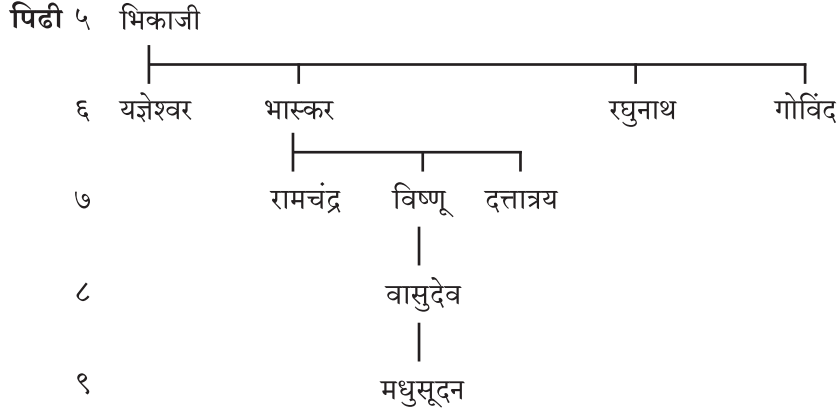 पिढी ५ भिकाजी
६ यज्ञेश्वर भास्कर रघुनाथ गोविंद
७ रामचंद्र विष्णू दत्तात्रय
८ वासुदेव
९ मधुसूदन